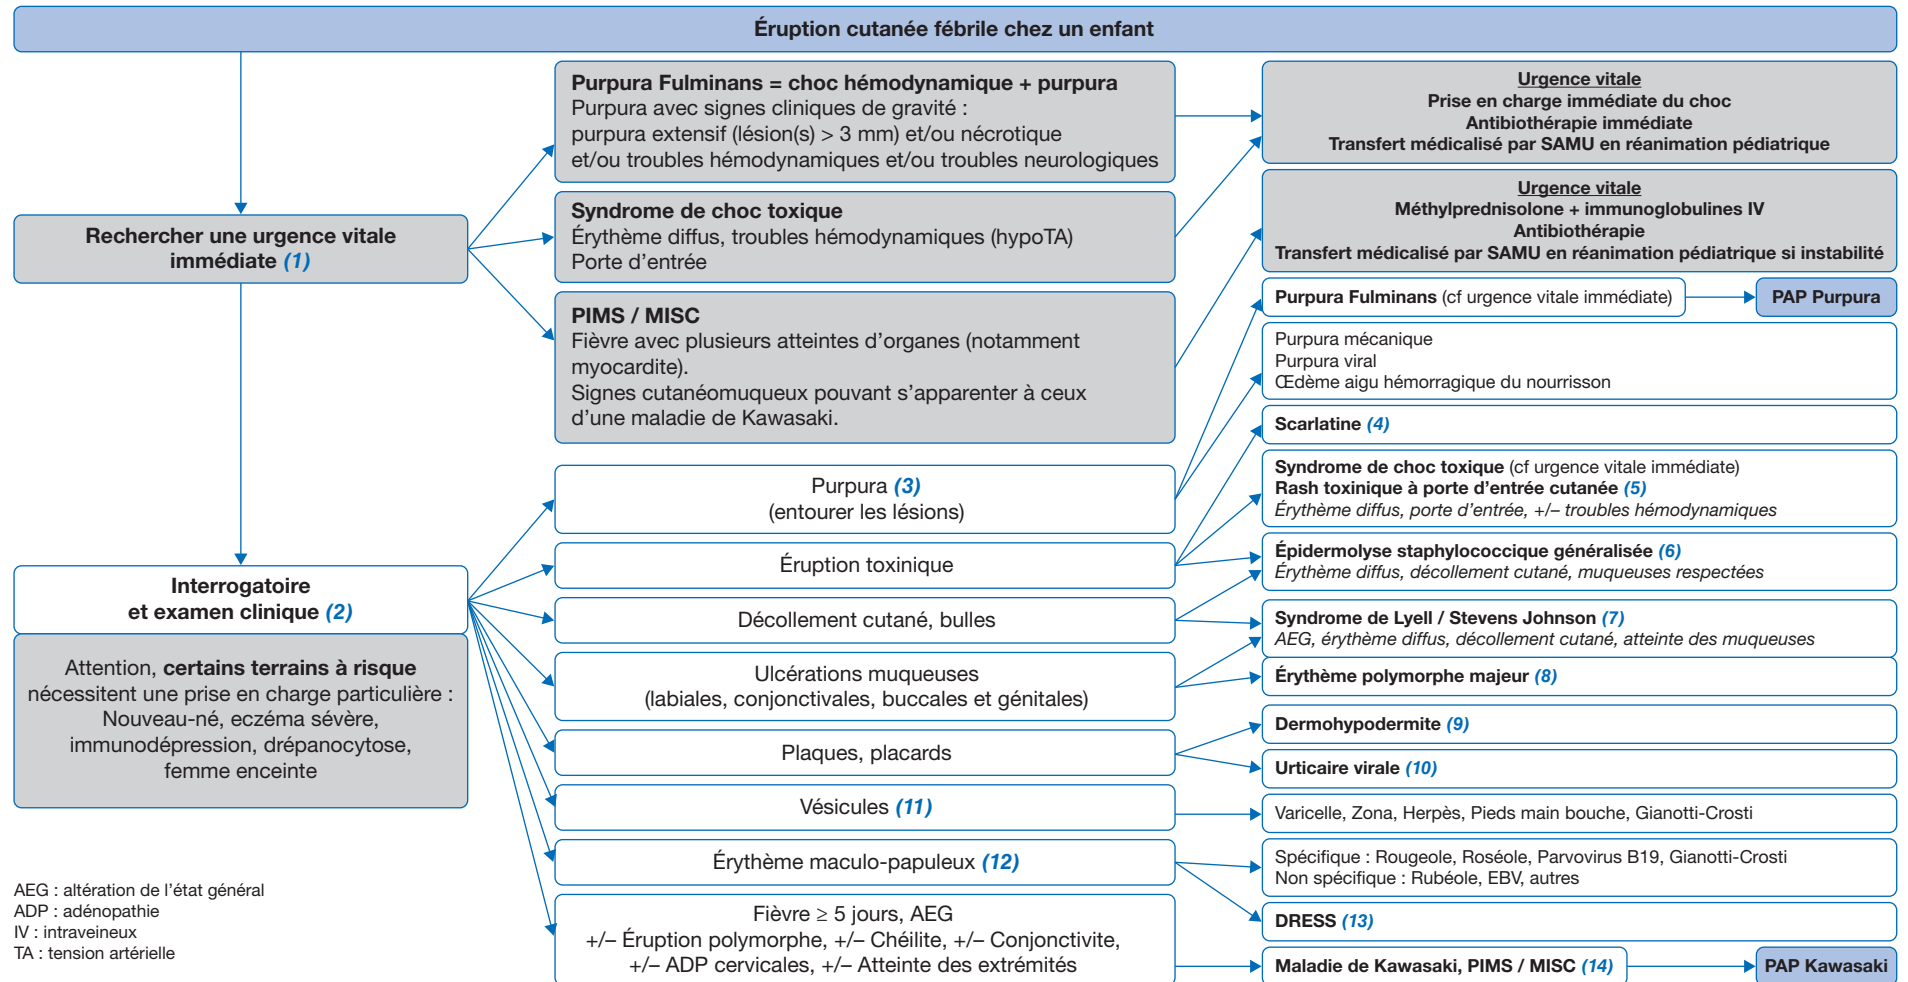 Éruption cutanée fébrile chez un enfant
Rechercher une urgence vitale
immédiate (1)
Purpura Fulminans = choc hémodynamique + purpura
Purpura avec signes cliniques de gravité :
purpura extensif (lésion(s) > 3 mm) et/ou nécrotique
et/ou troubles hémodynamiques et/ou troubles neurologiques
Syndrome de choc toxique
Érythème diffus, troubles hémodynamiques (hypoTA)
Porte d'entrée
PIMS / MISC
Fièvre avec plusieurs atteintes d'organes (notamment
myocardite).
Signes cutanéomuqueux pouvant s'apparenter à ceux
d'une maladie de Kawasaki.
Urgence vitale
Prise en charge immédiate du choc
Antibiothérapie immédiate
Transfert médicalisé par SAMU en réanimation pédiatrique
Urgence vitale
Méthylprednisolone + immunoglobulines IV
Antibiothérapie
Transfert médicalisé par SAMU en réanimation pédiatrique si instabilité
Interrogatoire
et examen clinique (2)
Attention, certains terrains à risque
nécessitent une prise en charge particulière :
Nouveau-né, eczéma sévère,
immunodépression, drépanocytose,
femme enceinte
Purpura (3)
(entourer les lésions)
Éruption toxinique
Décollement cutané, bulles
Ulcérations muqueuses
(labiales, conjonctivales, buccales et génitales)
Plaques, placards
Vésicules (11)
Érythème maculo-papuleux (12)
Fièvre ≥ 5 jours, AEG
+/– Éruption polymorphe, +/– Chéilite, +/– Conjonctivite,
+/– ADP cervicales, +/– Atteinte des extrémités
Purpura Fulminans (cf urgence vitale immédiate)
PAP Purpura
Purpura mécanique
Purpura viral
Œdème aigu hémorragique du nourrisson
Scarlatine (4)
Syndrome de choc toxique (cf urgence vitale immédiate)
Rash toxinique à porte d'entrée cutanée (5)
Érythème diffus, porte d'entrée, +/– troubles hémodynamiques
Épidermolyse staphylococcique généralisée (6)
Érythème diffus, décollement cutané, muqueuses respectées
Syndrome de Lyell / Stevens Johnson (7)
AEG, érythème diffus, décollement cutané, atteinte des muqueuses
Érythème polymorphe majeur (8)
Dermohypodermite (9)
Urticaire virale (10)
Varicelle, Zona, Herpès, Pieds main bouche, Gianotti-Crosti
Spécifique : Rougeole, Roséole, Parvovirus B19, Gianotti-Crosti
Non spécifique : Rubéole, EBV, autres
DRESS (13)
Maladie de Kawasaki, PIMS / MISC (14)
PAP Kawasaki
AEG : altération de l'état général
ADP : adénopathie
IV : intraveineux
TA : tension artérielle